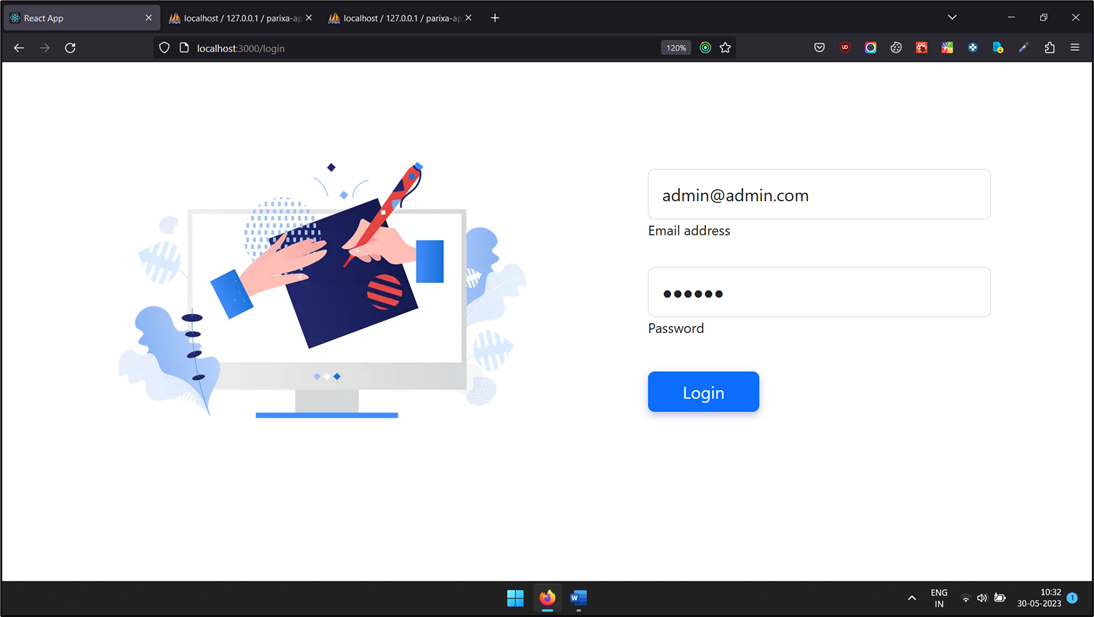 React App
localhost / 127.0.0.1 / parixa-ap
localhost / 127.0.0.1 / parixa-ap
localhost:3000/login
120%
admin@admin.com
Email address
●●●●●●
Password
Login
W
ENG
IN
10:32
30-05-2023
1